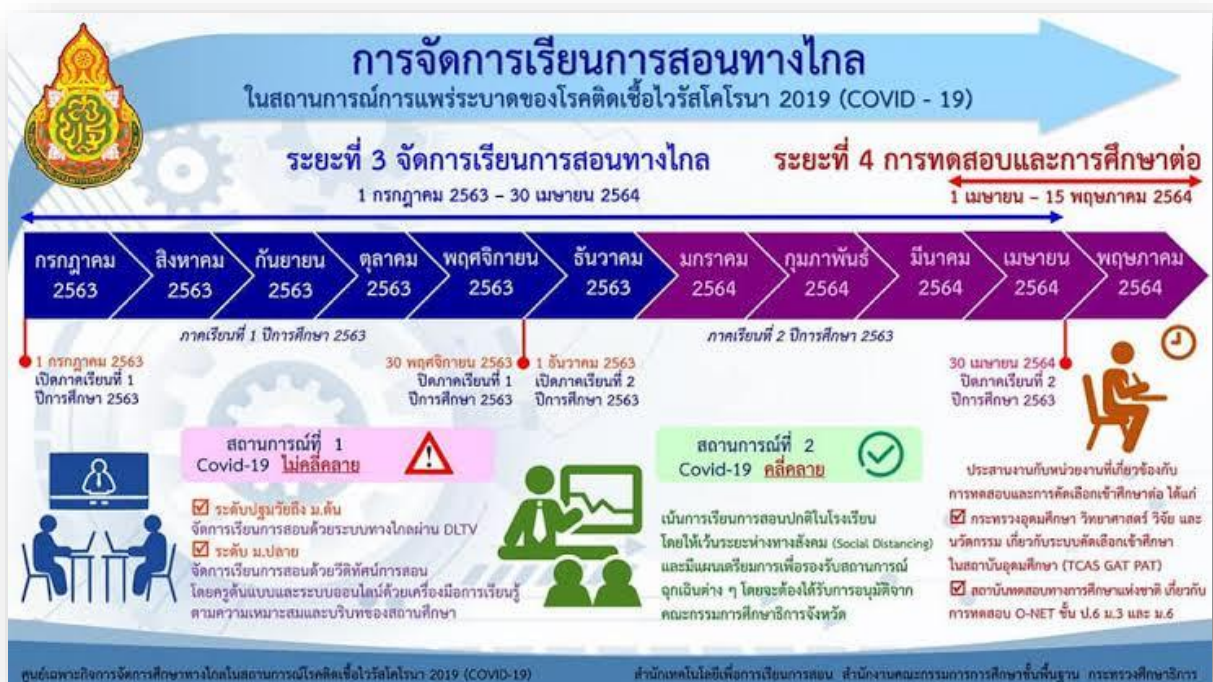 การจัดการเรียนการสอนทางไกล
ในสถานการณ์การแพร่ระบาดของโรคติดเชื้อไวรัสโคโรนา 2019 (COVID - 19)
ระยะที่ 3 จัดการเรียนการสอนทางไกล
1 กรกฎาคม 2563 – 30 เมษายน 2564
ระยะที่ 4 การทดสอบและการศึกษาต่อ
1 เมษายน – 15 พฤษภาคม 2564
กรกฎาคม 2563
สิงหาคม 2563
กันยายน 2563
ตุลาคม 2563
พฤศจิกายน 2563
ธันวาคม 2563
มกราคม 2564
กุมภาพันธ์ 2564
มีนาคม 2564
เมษายน 2564
พฤษภาคม 2564
ภาคเรียนที่ 1 ปีการศึกษา 2563
ภาคเรียนที่ 2 ปีการศึกษา 2563
1 กรกฎาคม 2563
เปิดภาคเรียนที่ 1
ปีการศึกษา 2563
30 พฤศจิกายน 2563
ปิดภาคเรียนที่ 1
ปีการศึกษา 2563
1 ธันวาคม 2563
เปิดภาคเรียนที่ 2
ปีการศึกษา 2563
30 เมษายน 2564
ปิดภาคเรียนที่ 2
ปีการศึกษา 2563
สถานการณ์ที่ 1
Covid-19 ไม่คลี่คลาย
ระดับปฐมวัยถึง ม.ต้น
จัดการเรียนการสอนด้วยระบบทางไกลผ่าน DLTV
ระดับ ม.ปลาย
จัดการเรียนการสอนด้วยวีดิทัศน์การสอน
โดยครูต้นแบบและระบบออนไลน์ด้วยเครื่องมือการเรียนรู้
ตามความเหมาะสมและบริบทของสถานศึกษา
สถานการณ์ที่ 2
Covid-19 คลี่คลาย
เน้นการเรียนการสอนปกติในโรงเรียน
โดยให้เว้นระยะห่างทางสังคม (Social Distancing)
และมีแผนเตรียมการเพื่อรองรับสถานการณ์
ฉุกเฉินต่าง ๆ โดยจะต้องได้รับการอนุมัติจาก
คณะกรรมการศึกษาธิการจังหวัด
ประสานงานกับหน่วยงานที่เกี่ยวข้องกับ
การทดสอบและการคัดเลือกเข้าศึกษาต่อ ได้แก่
กระทรวงอุดมศึกษา วิทยาศาสตร์ วิจัย และ
นวัตกรรม เกี่ยวกับระบบคัดเลือกเข้าศึกษา
ในสถาบันอุดมศึกษา (TCAS GAT PAT)
สถาบันทดสอบทางการศึกษาแห่งชาติ เกี่ยวกับ
การทดสอบ O-NET ชั้น ป.6 ม.3 และ ม.6
ศูนย์เฉพาะกิจการจัดการศึกษาทางไกลในสถานการณ์โรคติดเชื้อไวรัสโคโรนา 2019 (COVID-19)
สำนักเทคโนโลยีเพื่อการเรียนการสอน สำนักงานคณะกรรมการการศึกษาขั้นพื้นฐาน กระทรวงศึกษาธิการ